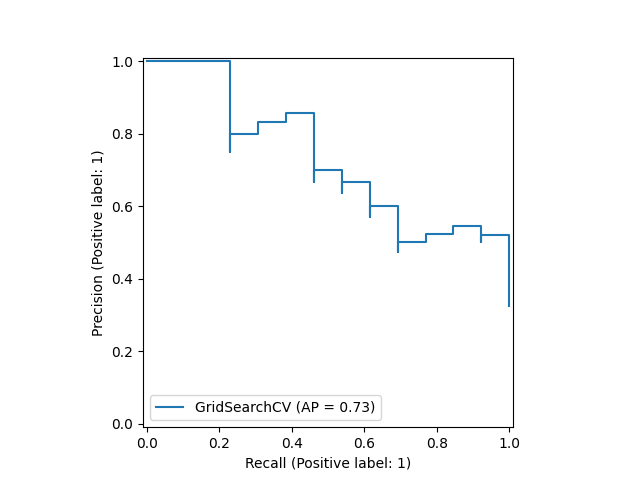 1.0
0.8
0.6
0.4
0.2
0.0
Precision (Positive label: 1)
GridSearchCV (AP = 0.73)
0.0 0.2 0.4 0.6 0.8 1.0
Recall (Positive label: 1)